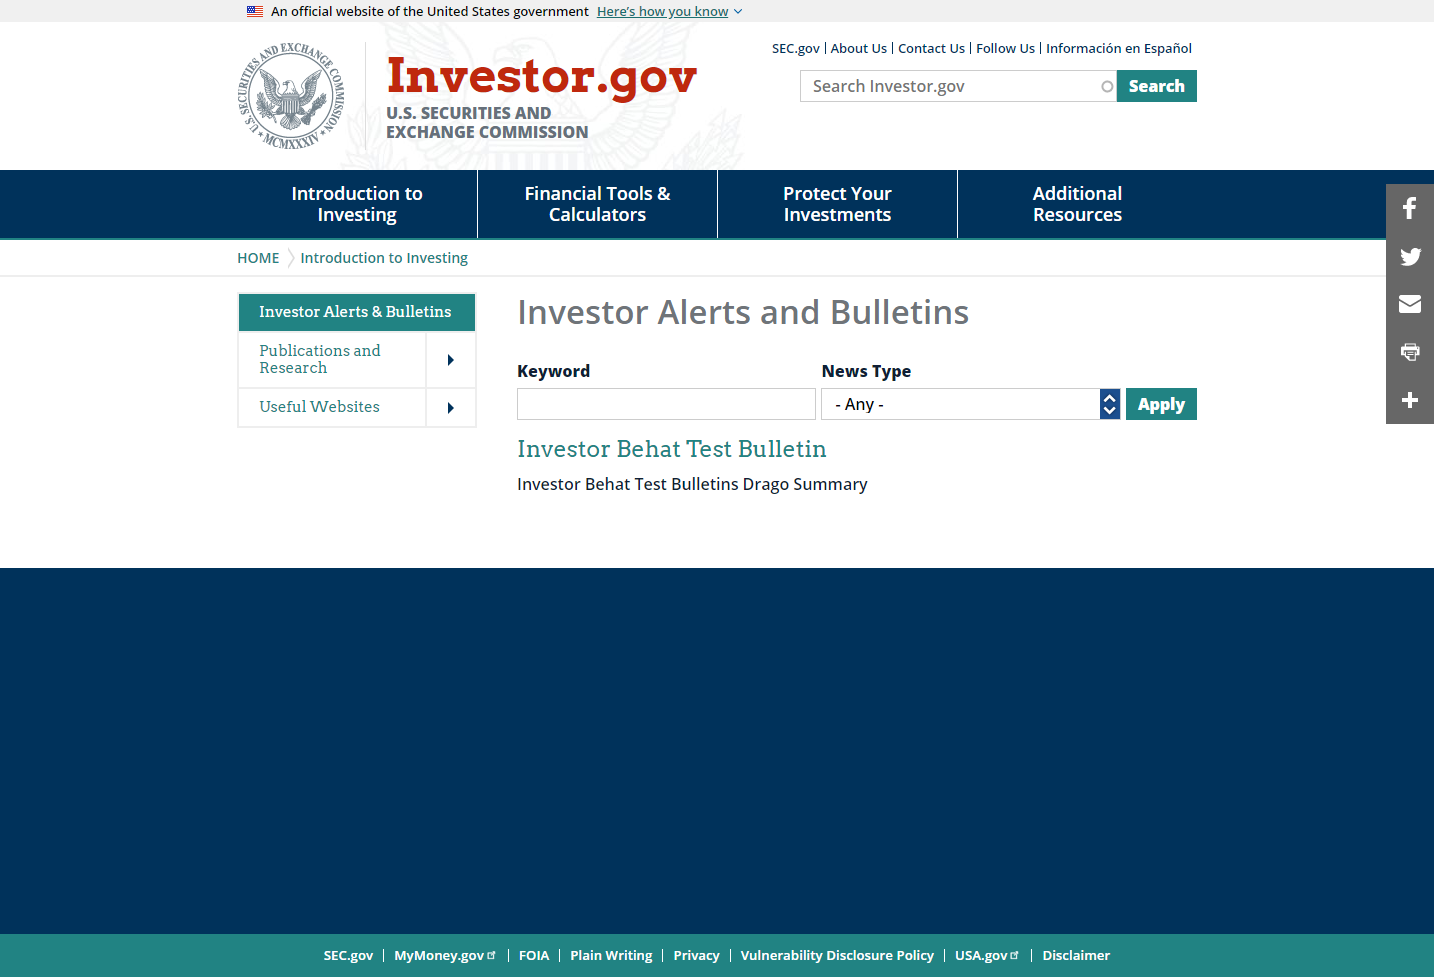 An official website of the United States government Here's how you know
SEC.gov About Us Contact Us Follow Us Información en Español
SECURITIES AND EXCHANGE COMMISSION
U.S. ★ MCMXXXIV ★
Investor.gov
U.S. SECURITIES AND
EXCHANGE COMMISSION
Search Investor.gov Search
Introduction to
Investing
Financial Tools &
Calculators
Protect Your
Investments
Additional
Resources
HOME Introduction to Investing
Investor Alerts & Bulletins
Publications and
Research
Useful Websites
Investor Alerts and Bulletins
Keyword News Type
- Any - Apply
Investor Behat Test Bulletin
Investor Behat Test Bulletins Drago Summary
SEC.gov MyMoney.gov FOIA Plain Writing Privacy Vulnerability Disclosure Policy USA.gov Disclaimer